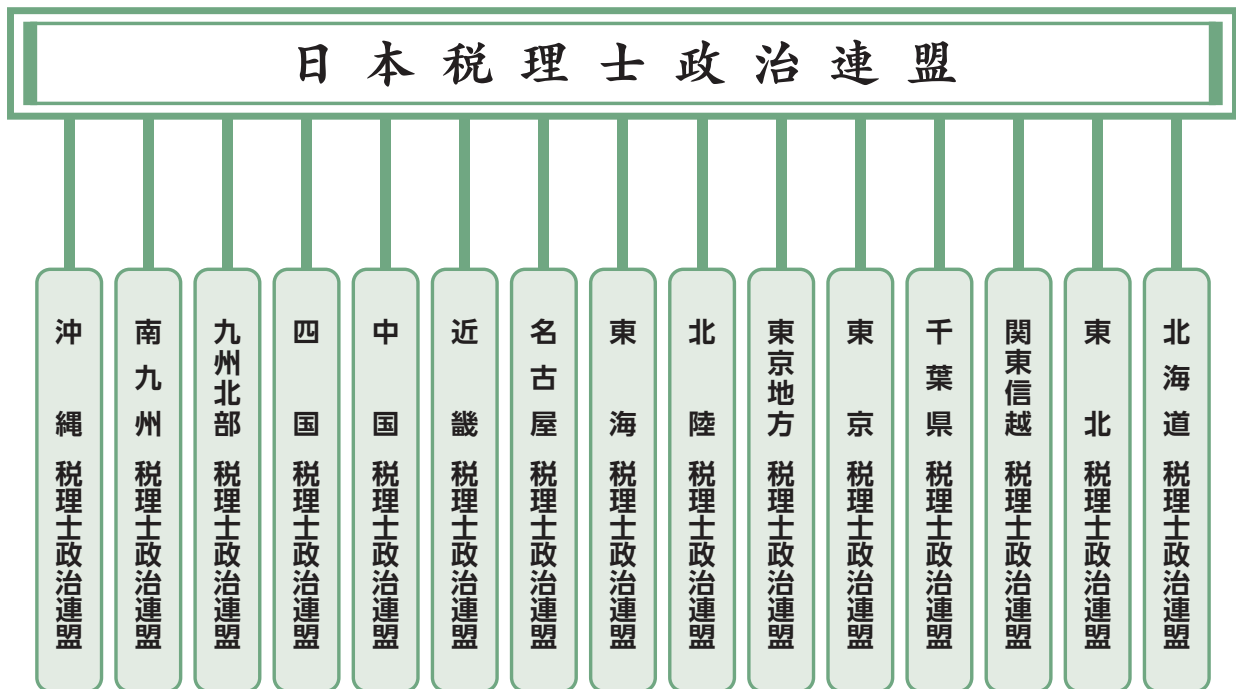 日本税理士政治連盟
北海道税理士政治連盟
東北税理士政治連盟
関東信越税理士政治連盟
千葉県税理士政治連盟
東京税理士政治連盟
東京地方税理士政治連盟
北陸税理士政治連盟
東海税理士政治連盟
名古屋税理士政治連盟
近畿税理士政治連盟
中国税理士政治連盟
四国税理士政治連盟
九州北部税理士政治連盟
南九州税理士政治連盟
沖縄税理士政治連盟